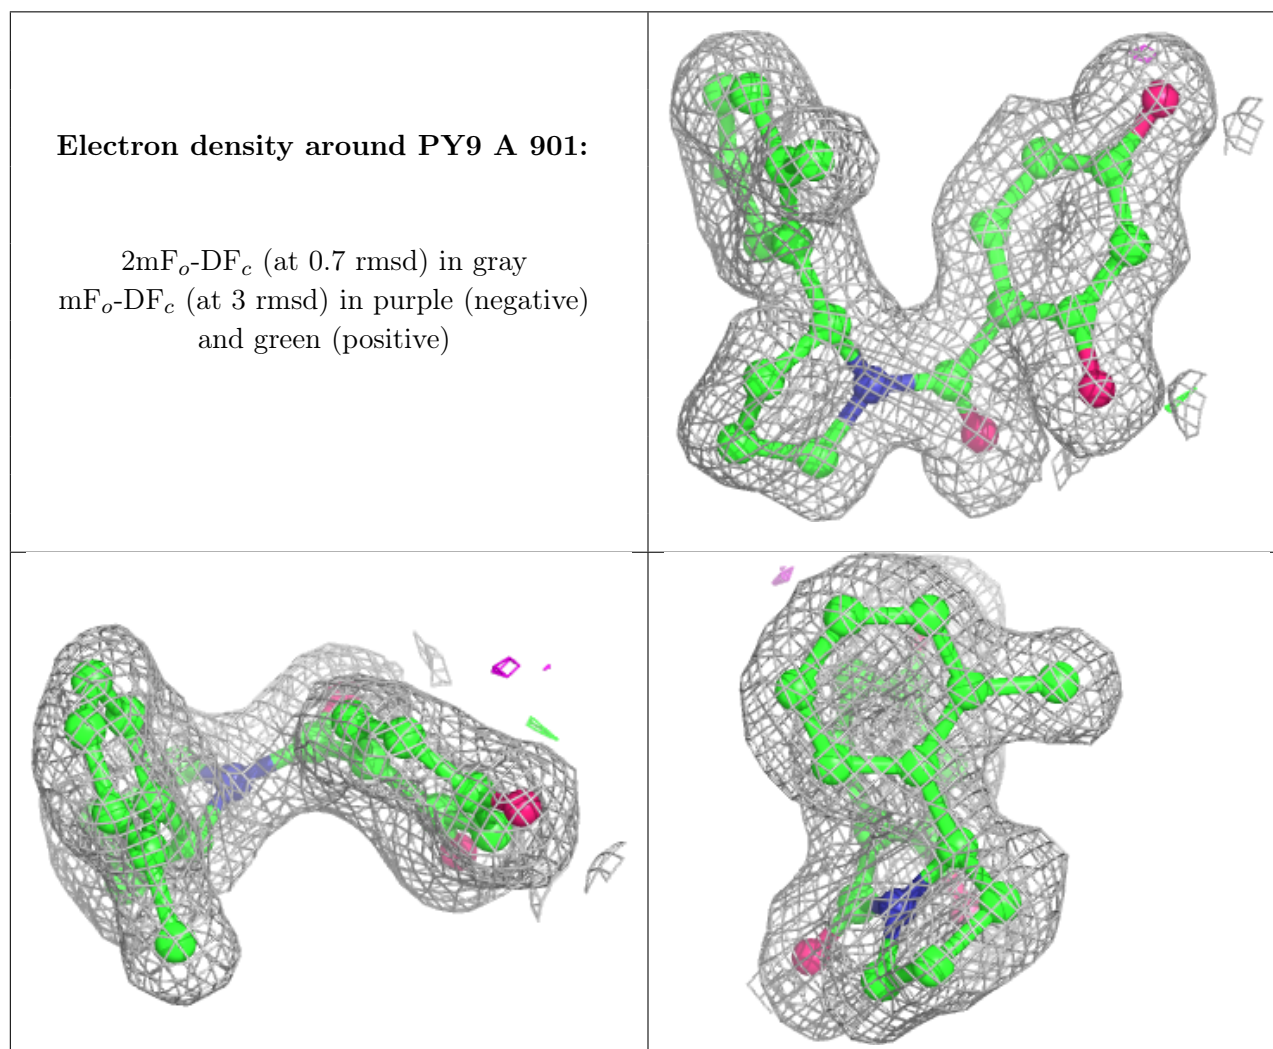 Electron density around PY9 A 901:
2mFo-DFc (at 0.7 rmsd) in gray
mFo-DFc (at 3 rmsd) in purple (negative)
and green (positive)